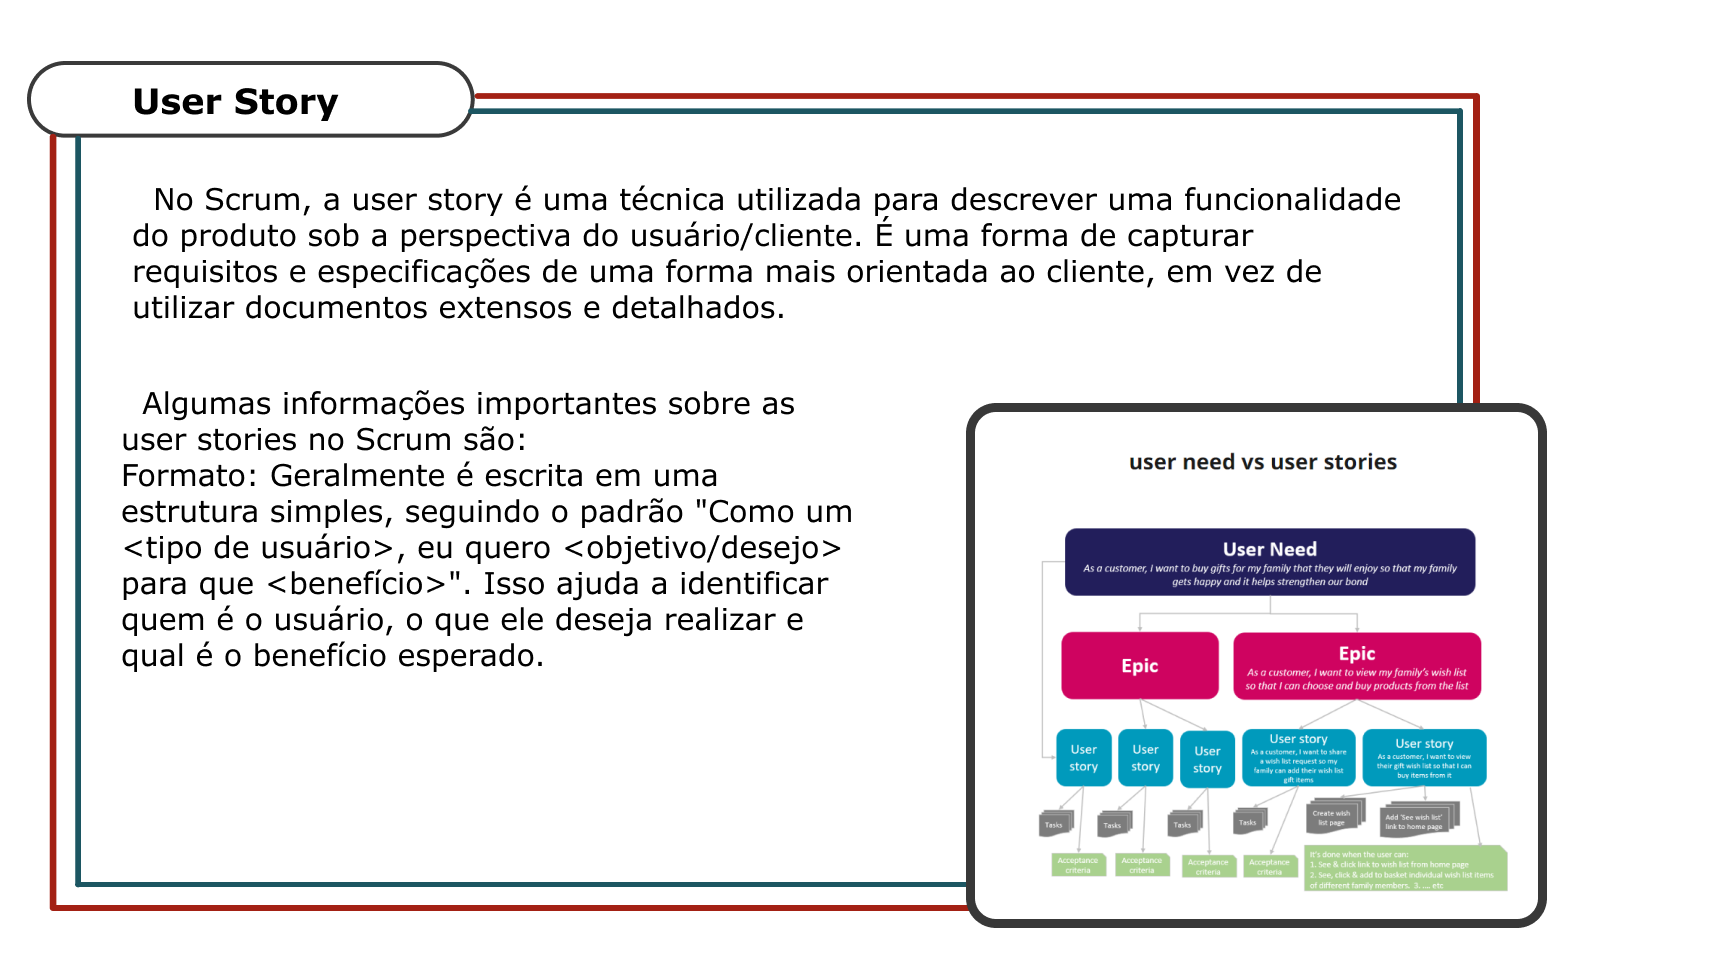 User Story
No Scrum, a user story é uma técnica utilizada para descrever uma funcionalidade
do produto sob a perspectiva do usuário/cliente. É uma forma de capturar
requisitos e especificações de uma forma mais orientada ao cliente, em vez de
utilizar documentos extensos e detalhados.
Algumas informações importantes sobre as
user stories no Scrum são:
Formato: Geralmente é escrita em uma
estrutura simples, seguindo o padrão "Como um
<tipo de usuário>, eu quero <objetivo/desejo>
para que <benefício>". Isso ajuda a identificar
quem é o usuário, o que ele deseja realizar e
qual é o benefício esperado.
user need vs user stories
User Need
As a customer, I want to buy gifts for my family that they will enjoy so that my family
gets happy and it helps strengthen our bond
Epic
Epic
As a customer, I want to view my family's wish list
so that I can choose and buy products from the list
User
story
User
story
User
story
User story
As a customer, I want to share
a wish list request so my
family can add their wish list
gift items
User story
As a customer, I want to view
their gift wish list so that I can
buy items from it
Tasks
Tasks
Tasks
Tasks
Create wish
list page
Add 'See wish list'
link to home page
Acceptance
criteria
Acceptance
criteria
Acceptance
criteria
Acceptance
criteria
It's done when the user can:
1. See & click link to wish list from home page
2. See, click & add to basket individual wish list items
of different family members. 3. .... etc